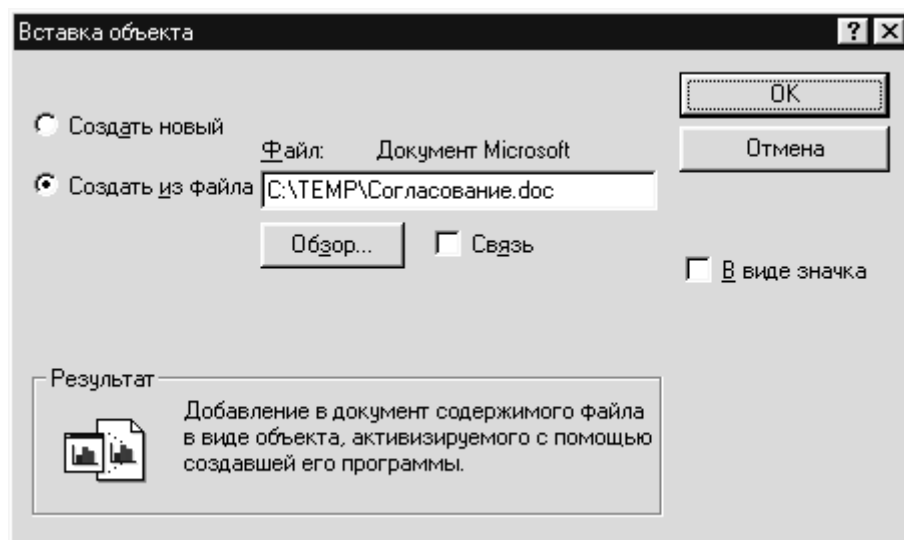 Вставка объекта
OK
Создать новый
Файл: Документ Microsoft
Отмена
Создать из файла
C:\TEMP\Согласование.doc
Обзор...
Связь
В виде значка
Результат
Добавление в документ содержимого файла
в виде объекта, активизируемого с помощью
создавшей его программы.